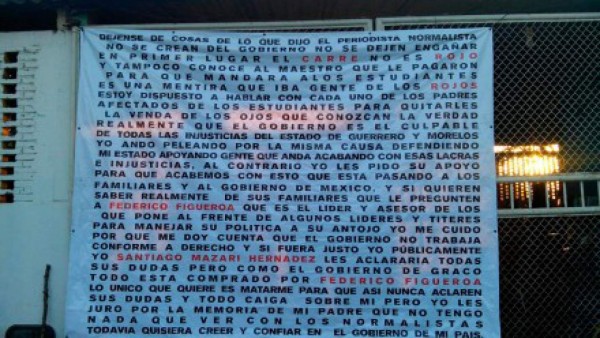 DEJENSE DE COSAS DE LO QUE DIJO EL PERIODISTA NORMALISTA
NO SE CREAN DEL GOBIERNO NO SE DEJEN ENGAÑAR
EN PRIMER LUGAR EL CARRE NO ES ROJO
Y TAMPOCO CONOCE AL MAESTRO QUE LE PAGARON
PARA QUE MANDAR A LOS ESTUDIANTES
ES UNA MENTIRA QUE IBA GENTE DE LOS ROJOS
ESTOY DISPUESTO A HABLAR CON CADA UNO DE LOS PADRES
AFECTADOS DE LOS ESTUDIANTES PARA QUITARLES
LA VENDA DE LOS OJOS QUE CONOZCAN LA VERDAD
REALMENTE QUE EL GOBIERNO ES EL CULPABLE
DE TODAS LAS INJUSTICIAS DEL ESTADO DE GUERRERO Y MORELOS
YO ANDO PELEANDO POR LA MISMA CAUSA DEFENDIENDO
MI ESTADO APOYANDO GENTE QUE ANDA ACABANDO CON ESAS LACRAS
E INJUSTICIAS, AL CONTRARIO YO LES PIDO SU APOYO
PARA QUE ACABEMOS CON ESTO QUE ESTA PASANDO A LOS
FAMILIARES Y AL GOBIERNO DE MEXICO, Y SI QUIEREN
SABER REALMENTE DE SUS FAMILIARES QUE LE PREGUNTEN
A FEDERICO FIGUEROA QUE ES EL LIDER Y ASESOR DE LOS
QUE PONE AL FRENTE DE ALGUNOS LIDERES Y TITERES
PARA MANEJAR SU POLITICA A SU ANTOJO YO ME CUIDO
POR QUE ME DOY CUENTA QUE EL GOBIERNO NO TRABAJA
CONFORME A DERECHO Y SI FUERA JUSTO YO PUBLICAMENTE
YO SANTIAGO MAZARI HERNADEZ LES ACLARARIA TODAS
SUS DUDAS PERO COMO EL GOBIERNO DE GRACO
TODO ESTA COMPRADO POR FEDERICO FIGUEROA
LO UNICO QUE QUIERE ES MATARME PARA QUE ASI NUNCA ACLAREN
SUS DUDAS Y TODO CAIGA SOBRE MI PERO YO LES
JURO POR LA MEMORIA DE MI PADRE QUE NO TENGO
NADA QUE VER CON LOS NORMALISTAS
TODAVIA QUISIERA CREER Y CONFIAR EN EL GOBIERNO DE MI PAIS